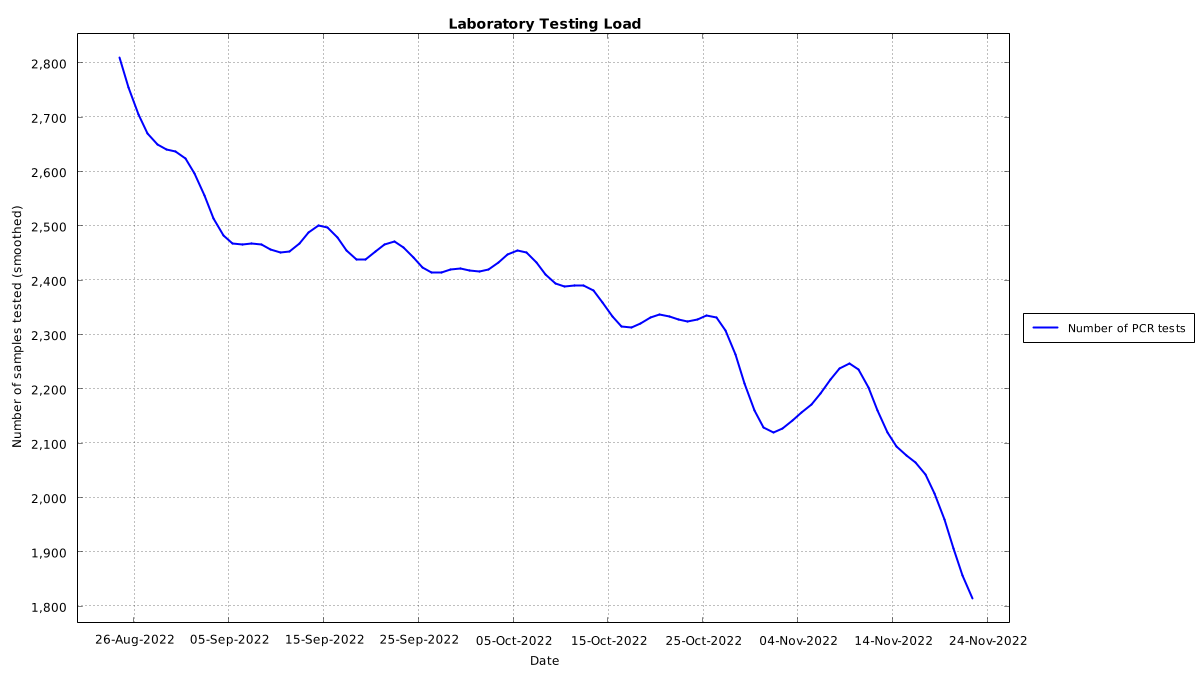 Laboratory Testing Load
Number of samples tested (smoothed)
2,800
2,700
2,600
2,500
2,400
2,300
2,200
2,100
2,000
1,900
1,800
26-Aug-2022 05-Sep-2022 15-Sep-2022 25-Sep-2022 05-Oct-2022 15-Oct-2022 25-Oct-2022 04-Nov-2022 14-Nov-2022 24-Nov-2022
Date
Number of PCR tests